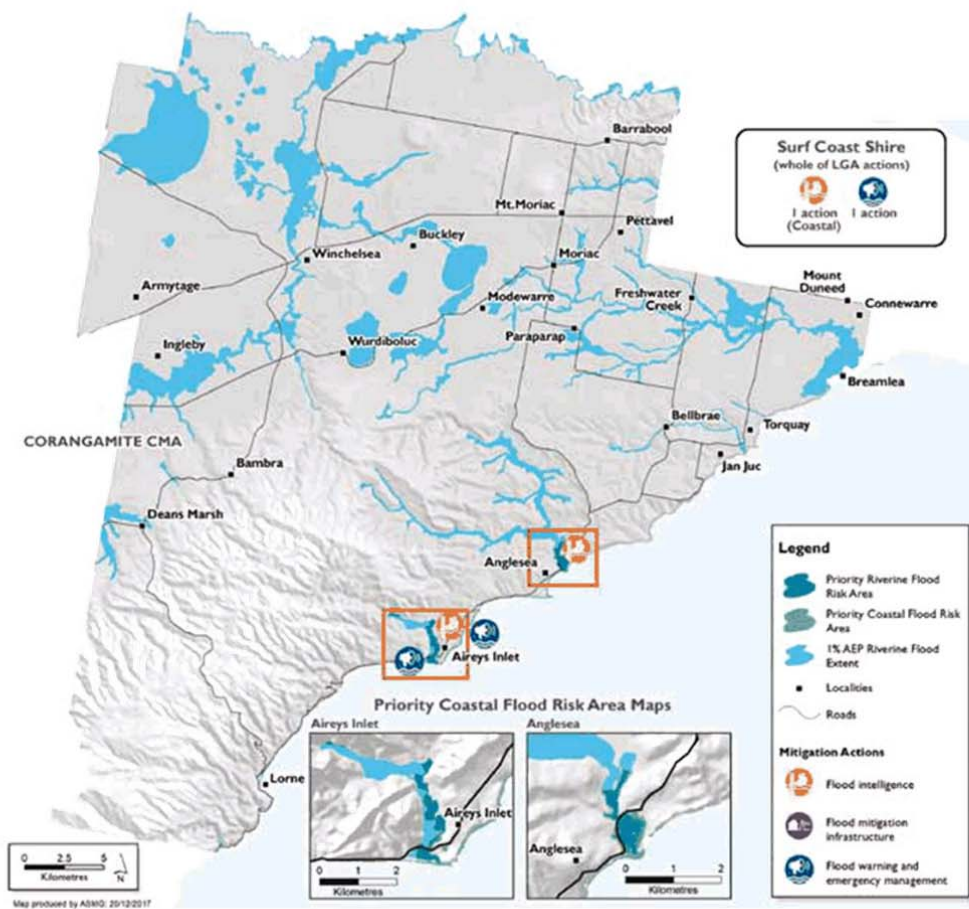 Barrabool
Surf Coast Shire
(whole of LGA actions)
1 action
(Coastal)
1 action
Mt.Moriac
Pettavel
Buckley
Winchelsea
Moriac
Armytage
Modewarre
Freshwater
Creek
Mount
Duneed
Connewarre
Paraparap
Ingleby
Wurdiboluc
Breamlea
Bellbrae
Torquay
CORANGAMITE CMA
Jan Juc
Bambra
Deans Marsh
Anglesea
Aireys Inlet
Lorne
Legend
Priority Riverine Flood
Risk Area
Priority Coastal Flood Risk
Area
1% AEP Riverine Flood
Extent
Localities
Roads
Mitigation Actions
Flood intelligence
Flood mitigation
infrastructure
Flood warning and
emergency management
Priority Coastal Flood Risk Area Maps
Aireys Inlet
Anglesea
Aireys Inlet
Anglesea
0 1 2
Kilometres
0 1 2
Kilometres
0 2.5 5
Kilometres
N
Map produced by ASMG: 20/12/2017